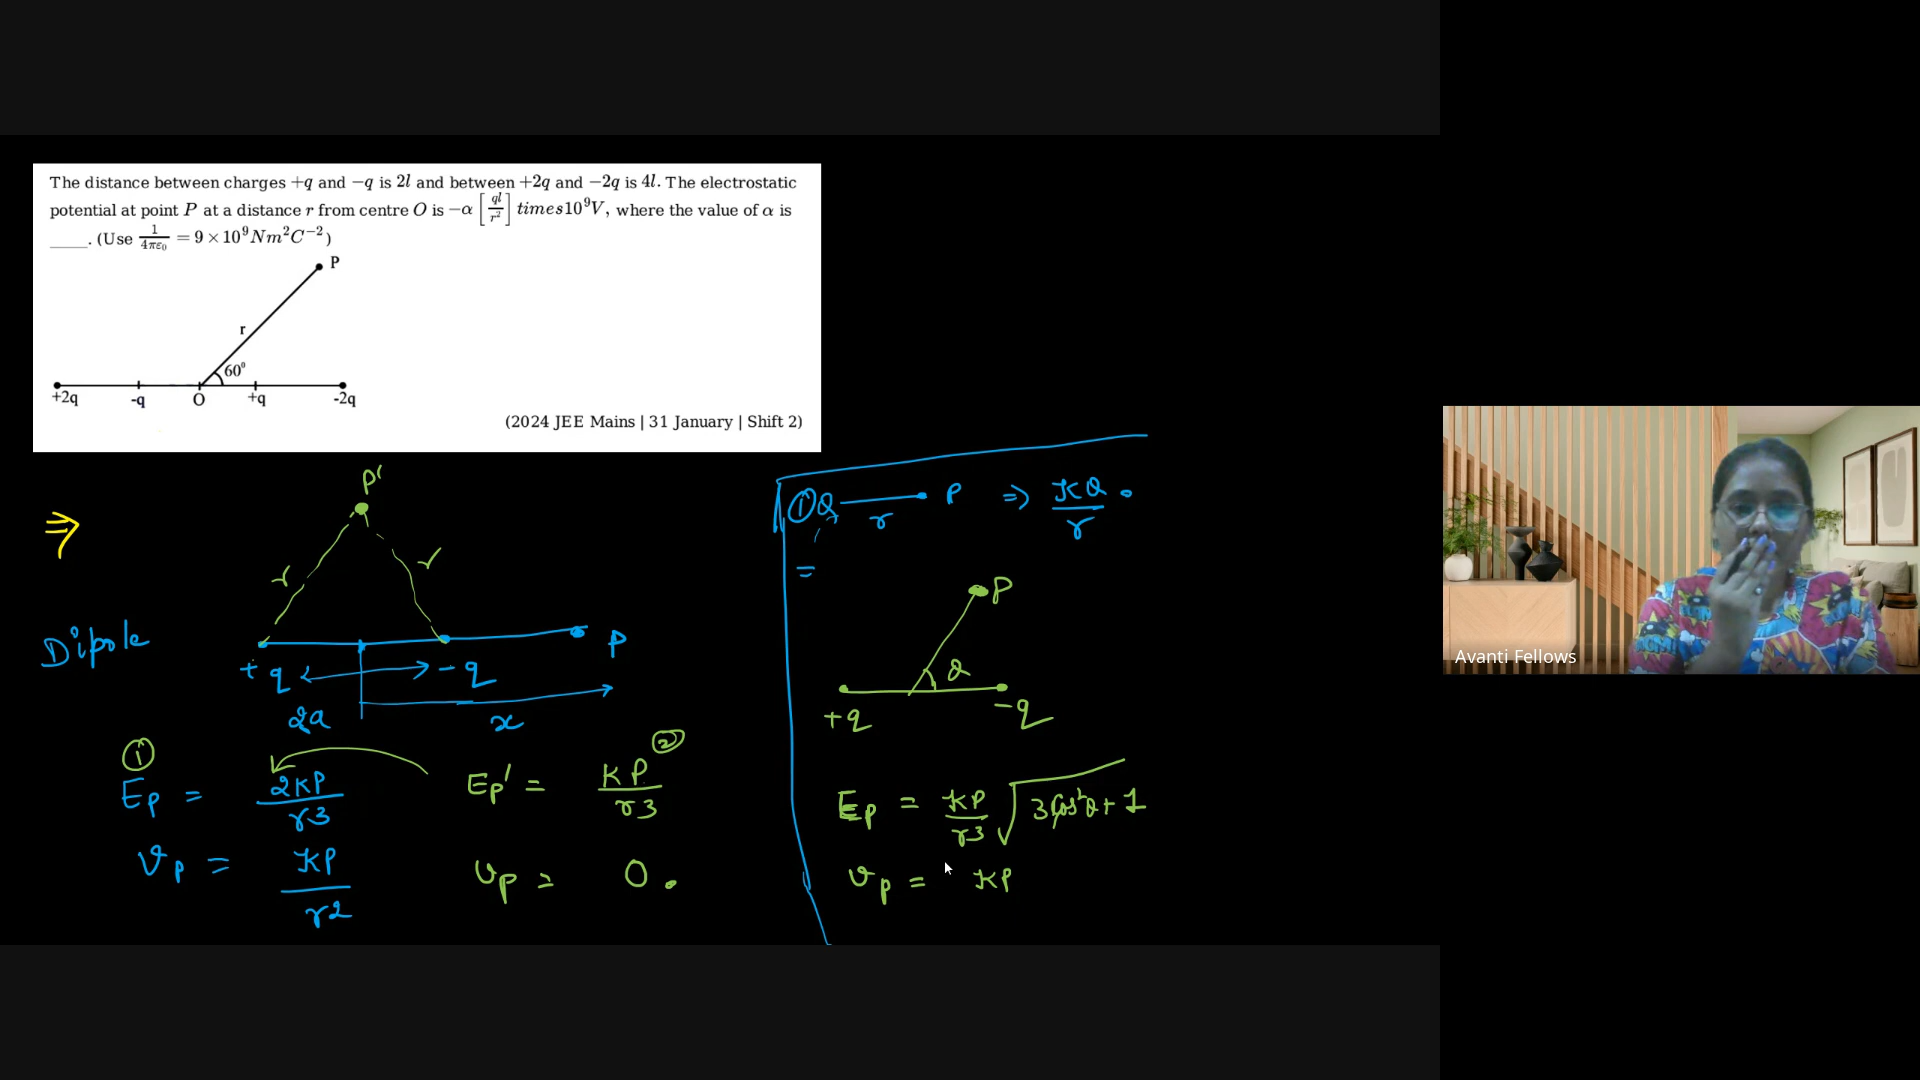 The distance between charges +q and −q is 2l and between +2q and −2q is 4l. The electrostatic
potential at point P at a distance r from centre O is −α [ql/r²] times10⁹V, where the value of α is
____. (Use 1/4πε₀ = 9 × 10⁹Nm²C⁻²)
P
r
60°
+2q -q O +q -2q
(2024 JEE Mains | 31 January | Shift 2)
⇒
P'
r r
Dipole
+q -q P
2a x
①
Ep = 2KP/r3
Vp = KP/r2
②
Ep' = KP/r3
Vp = 0.
① Q r P ⇒ KQ/r .
=
P
θ
+q -q
Ep = KP/r3 √3Cos²θ+1
Vp = KP
Avanti Fellows